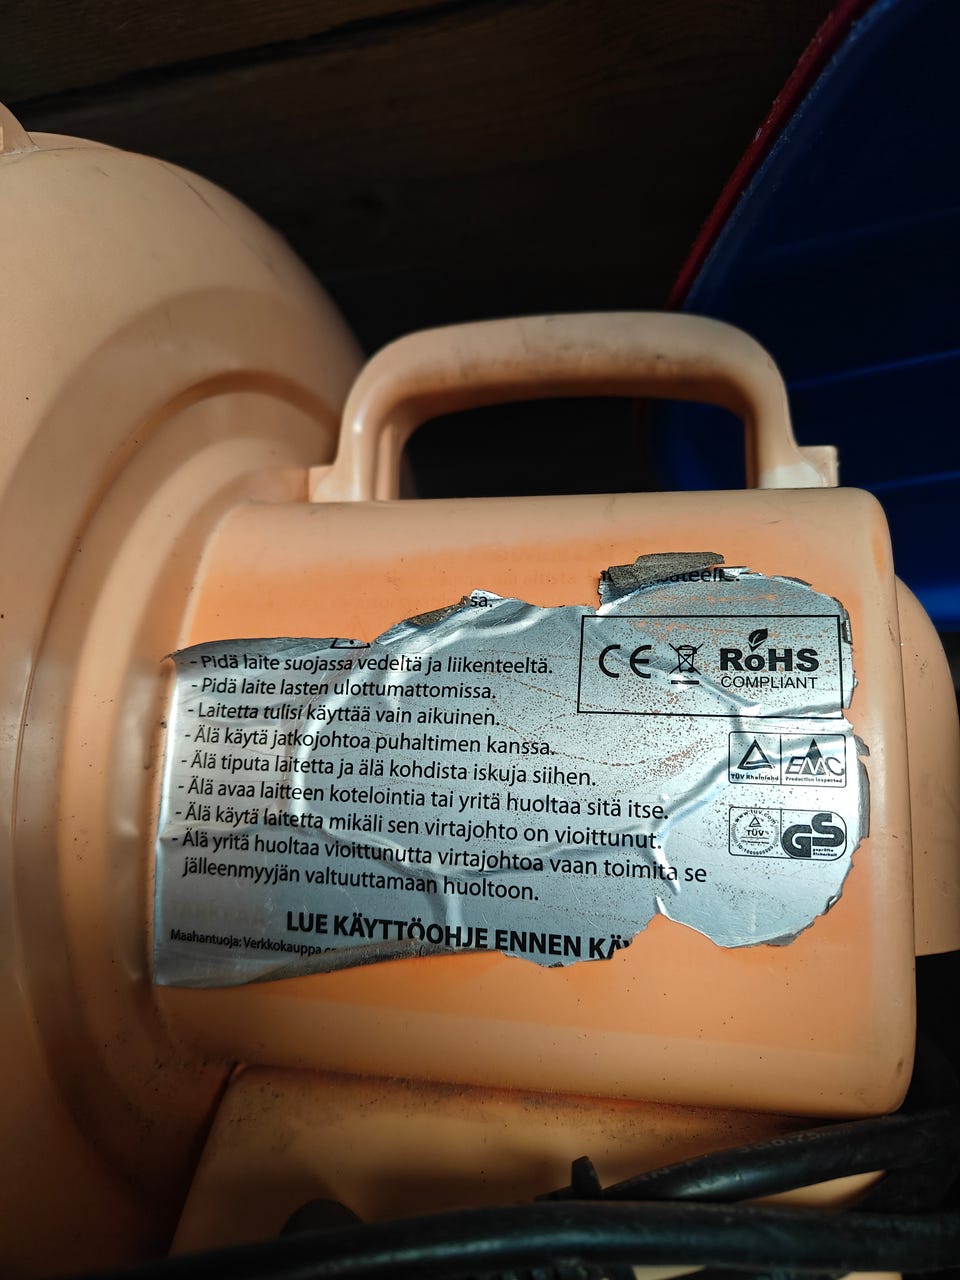 sa.
- Pidä laite suojassa vedeltä ja liikenteeltä.
- Pidä laite lasten ulottumattomissa.
- Laitetta tulisi käyttää vain aikuinen.
- Älä käytä jatkojohtoa puhaltimen kanssa.
- Älä tiputa laitetta ja älä kohdista iskuja siihen.
- Älä avaa laitteen kotelointia tai yritä huoltaa sitä itse.
- Älä käytä laitetta mikäli sen virtajohto on vioittunut.
- Älä yritä huoltaa vioittunutta virtajohtoa vaan toimita se
jälleenmyyjän valtuuttamaan huoltoon.
LUE KÄYTTÖOHJE ENNEN
Maahantuoja: Verkkokauppa
CE RoHS
COMPLIANT
TÜV Rheinland
EMC
Production Inspected
TÜV
GS
geprüfte
Sicherheit